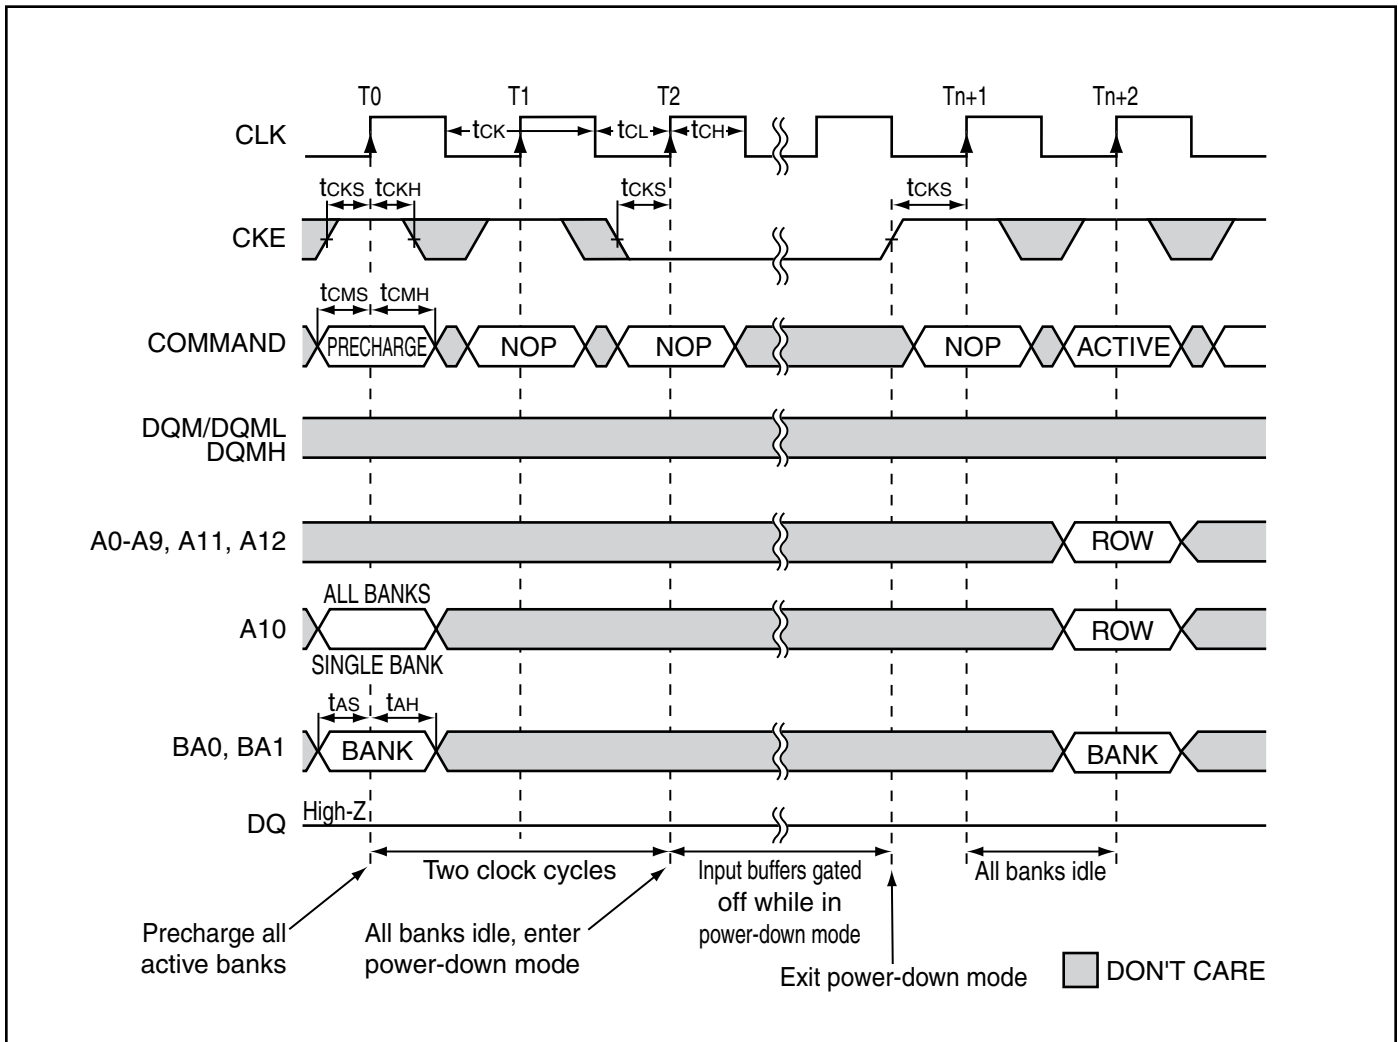 T0 T1 T2 Tn+1 Tn+2
CLK tCK tCL tCH
tCKS tCKH tCKS tCKS
CKE
tCMS tCMH
COMMAND PRECHARGE NOP NOP NOP ACTIVE
DQM/DQML
DQMH
A0-A9, A11, A12 ROW
ALL BANKS
A10 ROW
SINGLE BANK
tAS tAH
BA0, BA1 BANK BANK
DQ High-Z
Two clock cycles
Input buffers gated
off while in
power-down mode
All banks idle
Precharge all
active banks
All banks idle, enter
power-down mode
Exit power-down mode
DON'T CARE